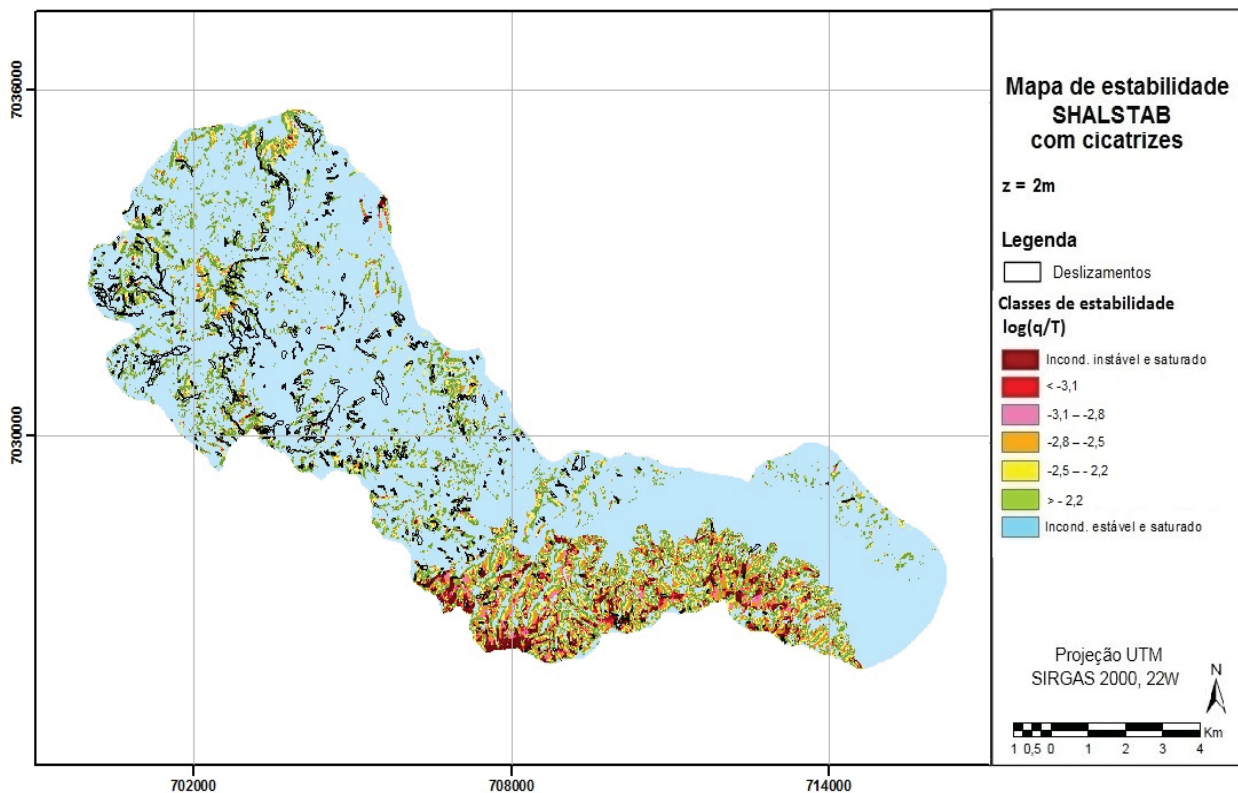 7036000
7030000
702000
708000
714000
Mapa de estabilidade
SHALSTAB
com cicatrizes
z = 2m
Legenda
Deslizamentos
Classes de estabilidade
log(q/T)
Incond. instável e saturado
< -3,1
-3,1 – -2,8
-2,8 – -2,5
-2,5 – - 2,2
> - 2,2
Incond. estável e saturado
Projeção UTM
SIRGAS 2000, 22W
N
Km
1 0,5 0 1 2 3 4